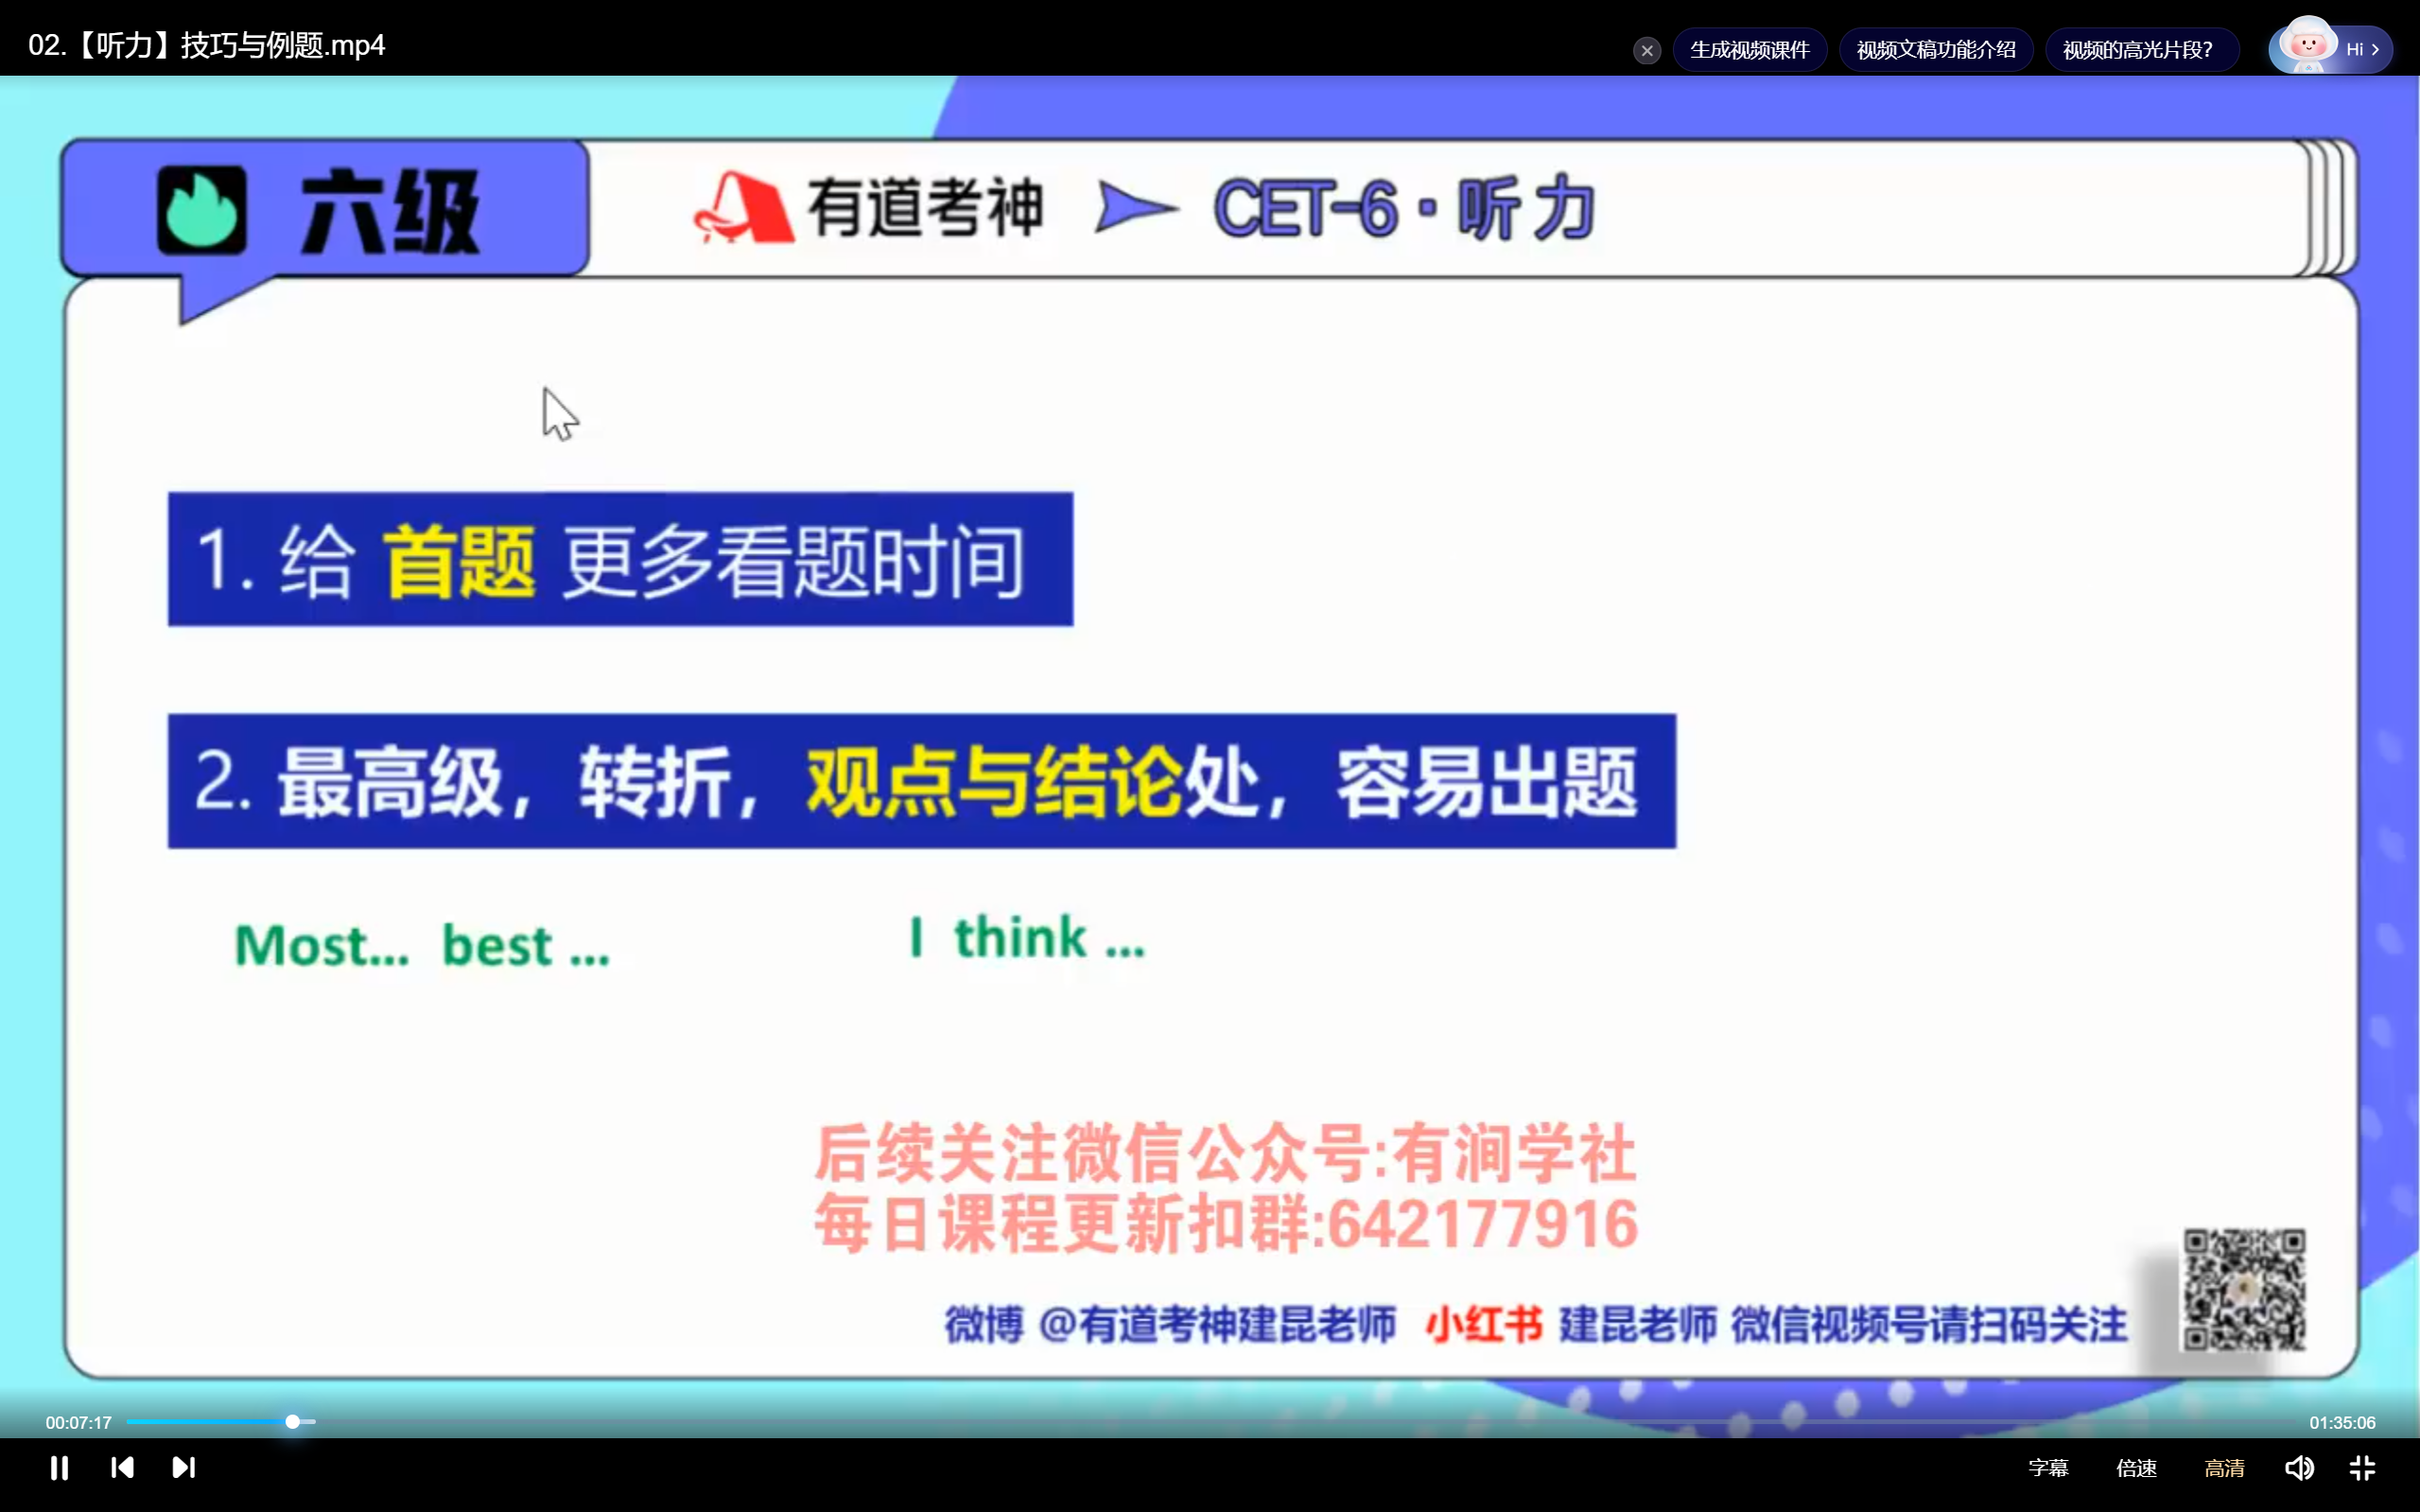 02.【听力】技巧与例题.mp4
生成视频课件
视频文稿功能介绍
视频的高光片段?
Hi
六级
有道考神
CET-6·听力
1. 给 首题 更多看题时间
2. 最高级，转折，观点与结论处，容易出题
Most... best ...
I think ...
后续关注微信公众号:有涧学社
每日课程更新扣群:642177916
微博 @有道考神建昆老师 小红书 建昆老师 微信视频号请扫码关注
00:07:17
01:35:06
字幕
倍速
高清